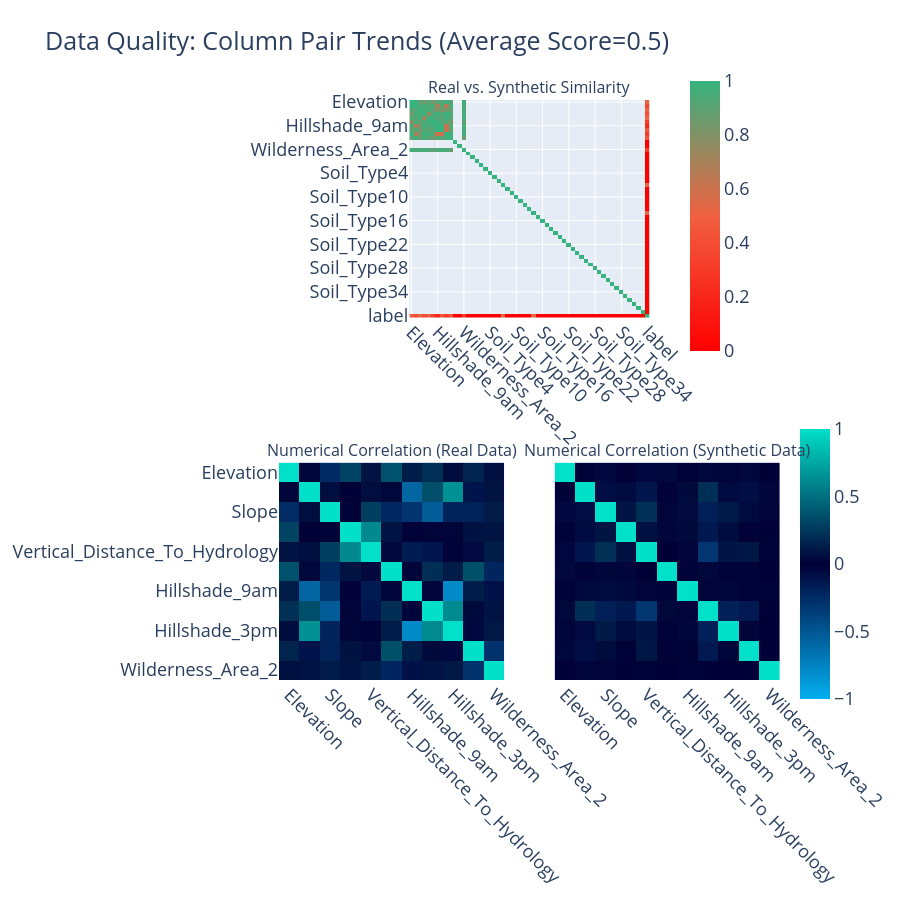 Data Quality: Column Pair Trends (Average Score=0.5)
Real vs. Synthetic Similarity
Elevation
Hillshade_9am
Wilderness_Area_2
Soil_Type4
Soil_Type10
Soil_Type16
Soil_Type22
Soil_Type28
Soil_Type34
label
Elevation
Hillshade_9am
Wilderness_Area_2
Soil_Type4
Soil_Type10
Soil_Type16
Soil_Type22
Soil_Type28
Soil_Type34
label
1
0.8
0.6
0.4
0.2
0
Numerical Correlation (Real Data)
Numerical Correlation (Synthetic Data)
Elevation
Slope
Vertical_Distance_To_Hydrology
Hillshade_9am
Hillshade_3pm
Wilderness_Area_2
Elevation
Slope
Vertical_Distance_To_Hydrology
Hillshade_9am
Hillshade_3pm
Wilderness_Area_2
Elevation
Slope
Vertical_Distance_To_Hydrology
Hillshade_9am
Hillshade_3pm
Wilderness_Area_2
1
0.5
0
−0.5
−1